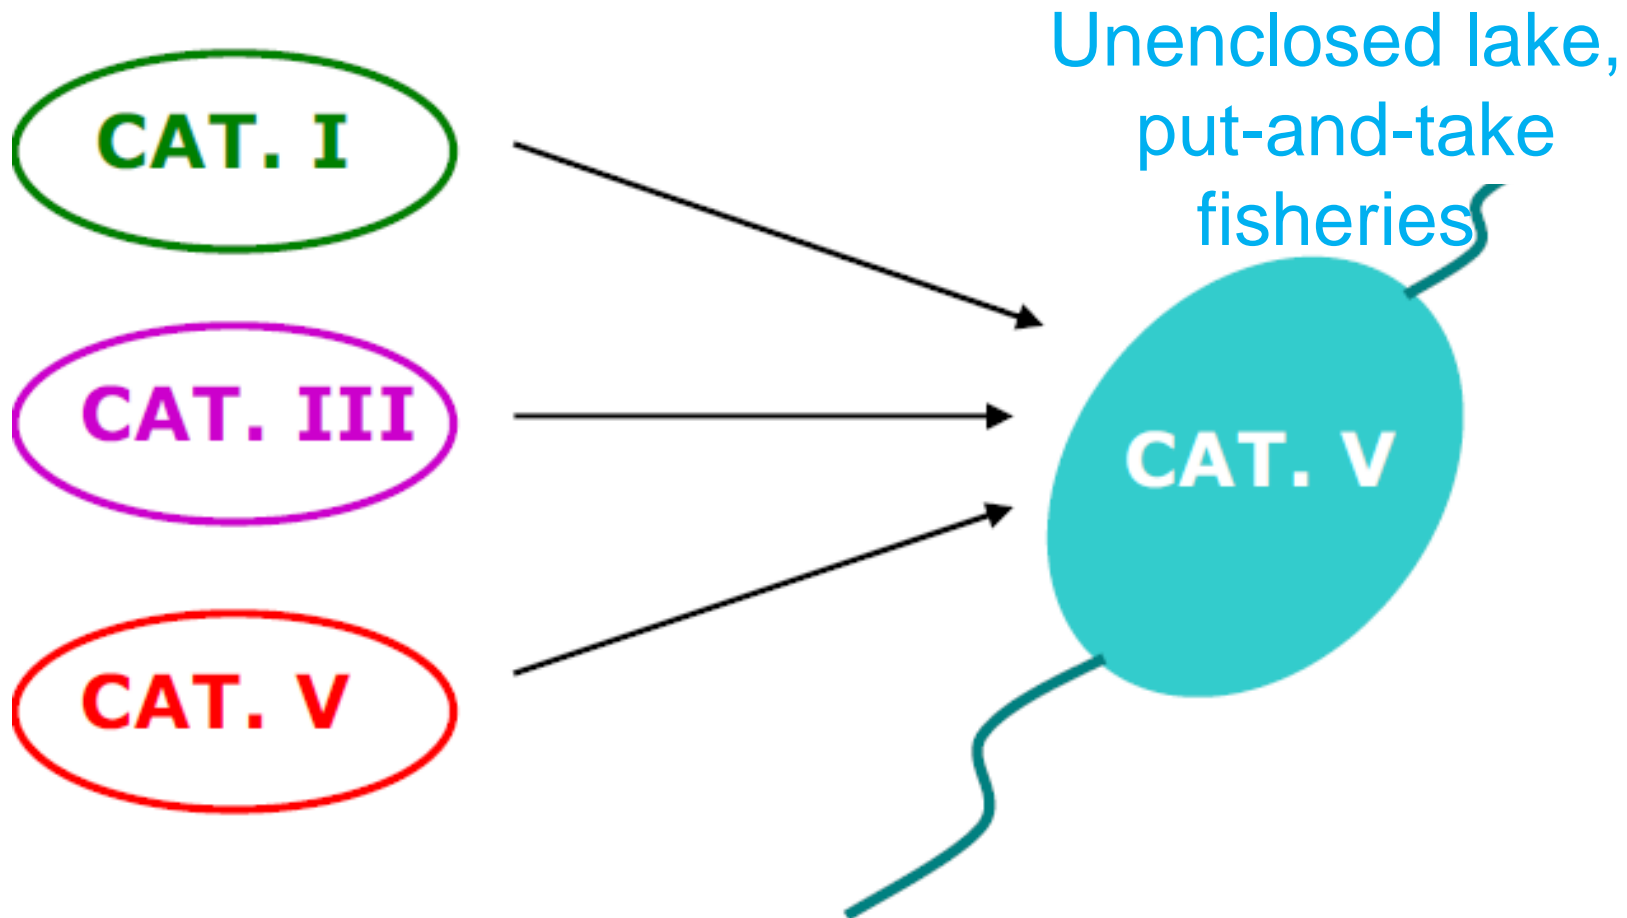 Unenclosed lake,
put-and-take
fisheries
CAT. I
CAT. III
CAT. V
CAT. V